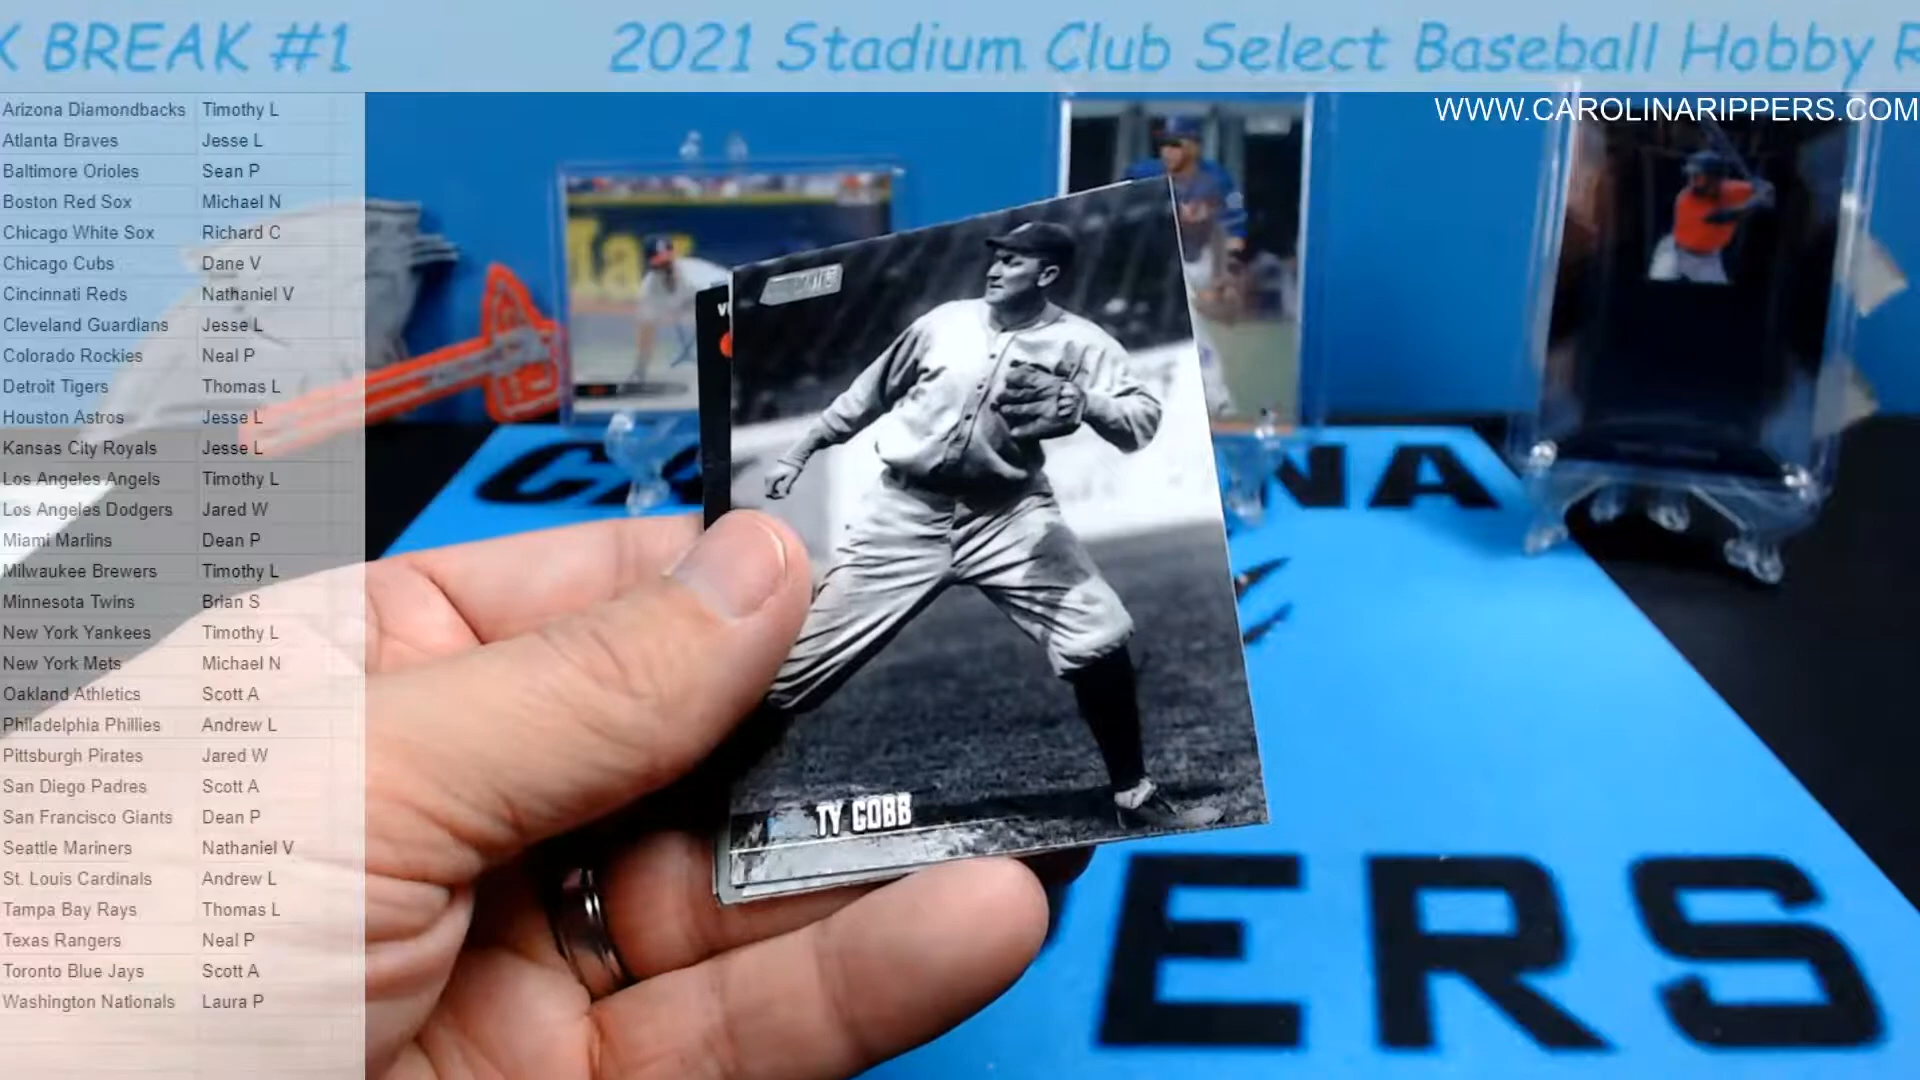 K BREAK #1 2021 Stadium Club Select Baseball Hobby R
WWW.CAROLINARIPPERS.COM
Arizona Diamondbacks Timothy L
Atlanta Braves Jesse L
Baltimore Orioles Sean P
Boston Red Sox Michael N
Chicago White Sox Richard C
Chicago Cubs Dane V
Cincinnati Reds Nathaniel V
Cleveland Guardians Jesse L
Colorado Rockies Neal P
Detroit Tigers Thomas L
Houston Astros Jesse L
Kansas City Royals Jesse L
Los Angeles Angels Timothy L
Los Angeles Dodgers Jared W
Miami Marlins Dean P
Milwaukee Brewers Timothy L
Minnesota Twins Brian S
New York Yankees Timothy L
New York Mets Michael N
Oakland Athletics Scott A
Philadelphia Phillies Andrew L
Pittsburgh Pirates Jared W
San Diego Padres Scott A
San Francisco Giants Dean P
Seattle Mariners Nathaniel V
St. Louis Cardinals Andrew L
Tampa Bay Rays Thomas L
Texas Rangers Neal P
Toronto Blue Jays Scott A
Washington Nationals Laura P
TY COBB
NA
ERS